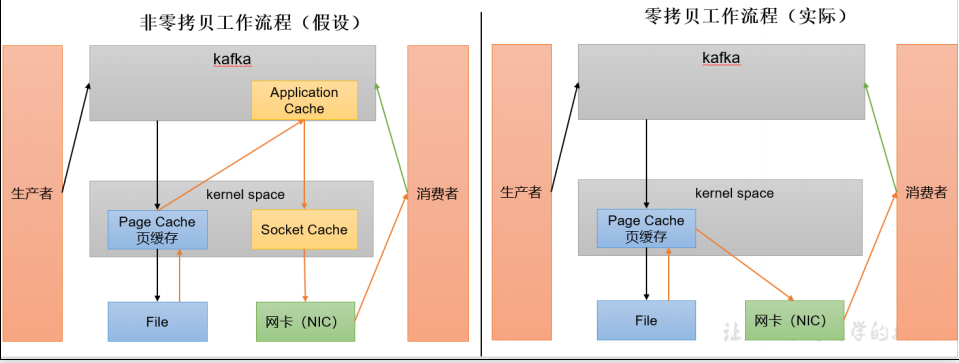 非零拷贝工作流程（假设）
kafka
Application
Cache
生产者
消费者
kernel space
Page Cache
页缓存
Socket Cache
File
网卡（NIC）
零拷贝工作流程（实际）
kafka
生产者
消费者
kernel space
Page Cache
页缓存
File
网卡（NIC）
让
学的